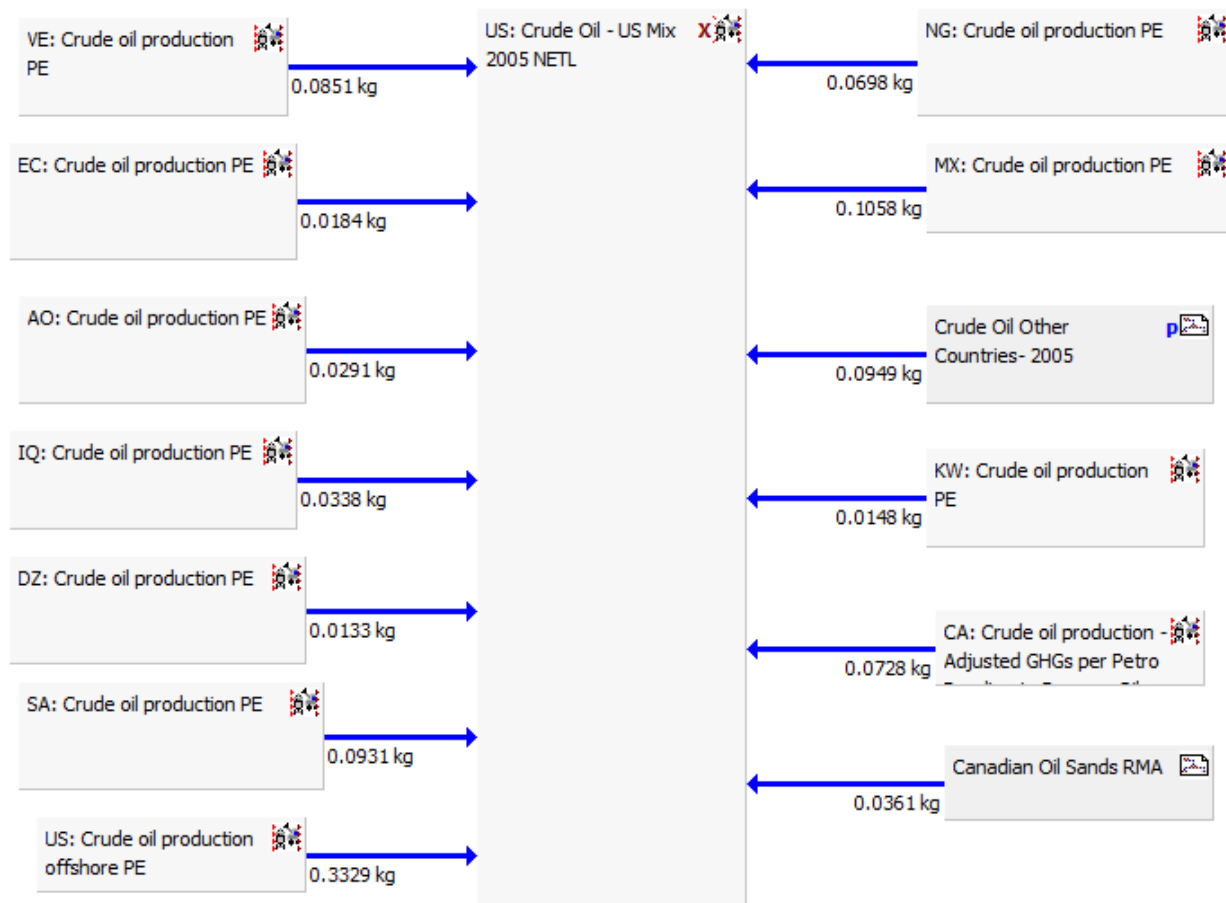 VE: Crude oil production
PE
0.0851 kg
EC: Crude oil production PE
0.0184 kg
AO: Crude oil production PE
0.0291 kg
IQ: Crude oil production PE
0.0338 kg
DZ: Crude oil production PE
0.0133 kg
SA: Crude oil production PE
0.0931 kg
US: Crude oil production
offshore PE
0.3329 kg
US: Crude Oil - US Mix
2005 NETL
X
NG: Crude oil production PE
0.0698 kg
MX: Crude oil production PE
0.1058 kg
Crude Oil Other
Countries- 2005
p
0.0949 kg
KW: Crude oil production
PE
0.0148 kg
CA: Crude oil production -
Adjusted GHGs per Petro
0.0728 kg
Canadian Oil Sands RMA
0.0361 kg